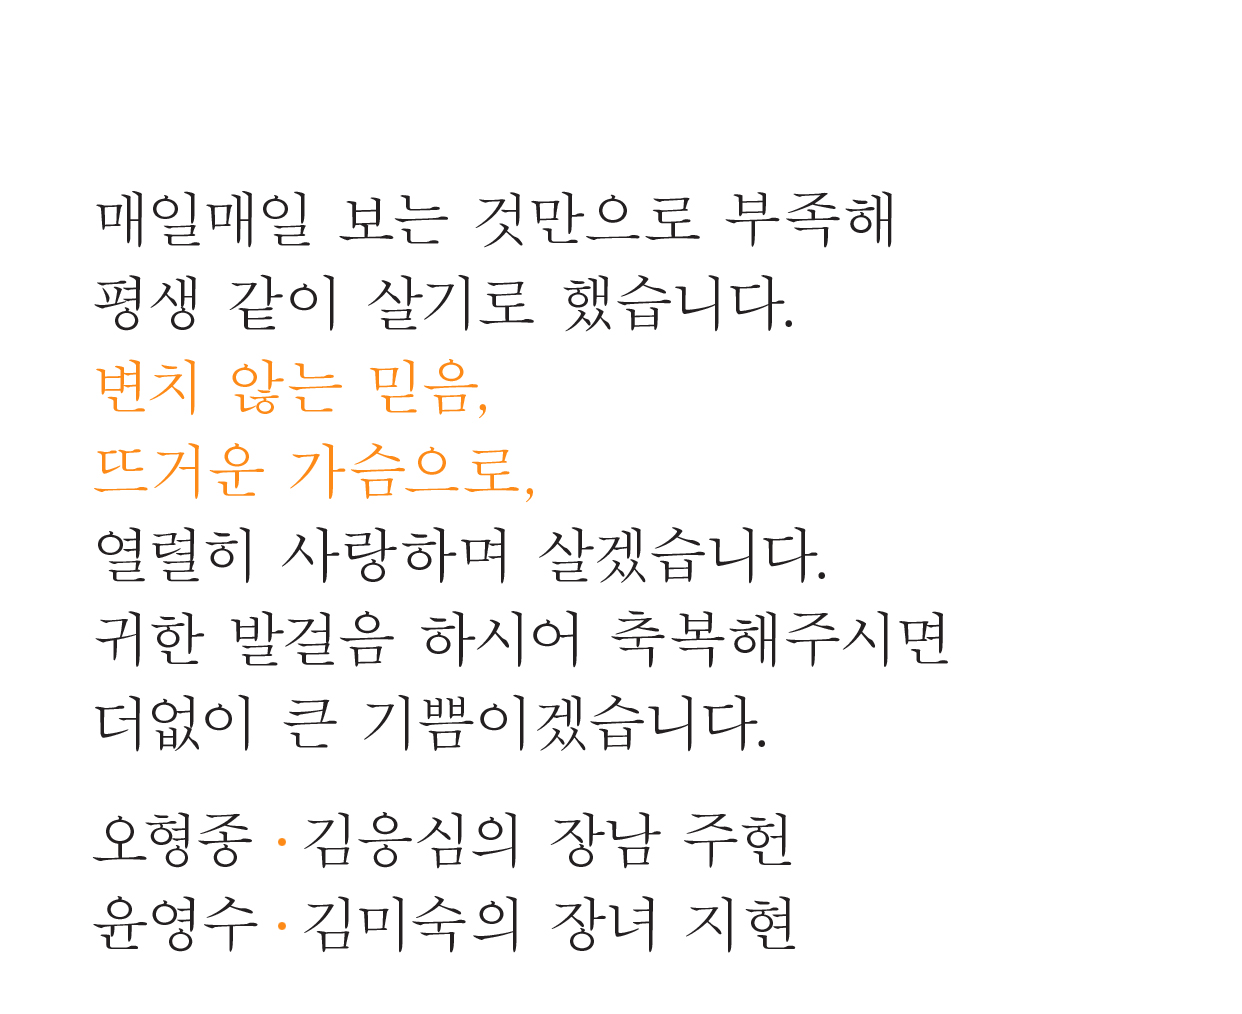 매일매일 보는 것만으로 부족해
평생 같이 살기로 했습니다.
변치 않는 믿음,
뜨거운 가슴으로,
열렬히 사랑하며 살겠습니다.
귀한 발걸음 하시어 축복해주시면
더없이 큰 기쁨이겠습니다.
오형종 · 김응심의 장남 주헌
윤영수 · 김미숙의 장녀 지현